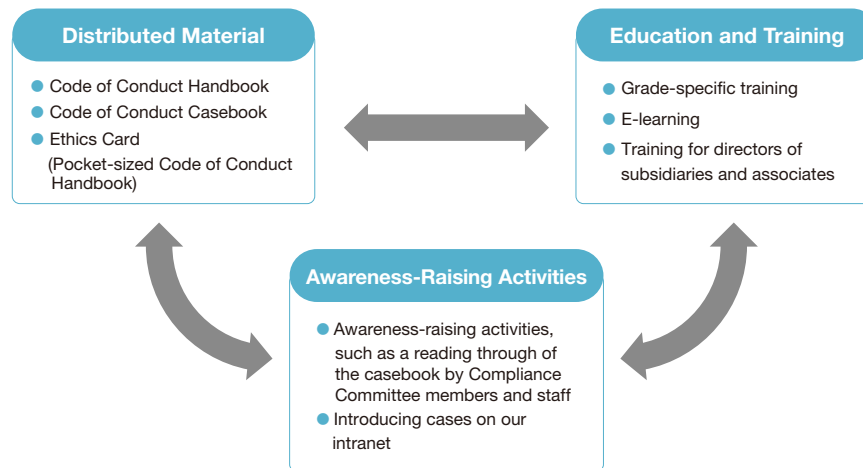 Distributed Material
● Code of Conduct Handbook
● Code of Conduct Casebook
● Ethics Card
(Pocket-sized Code of Conduct
Handbook)
Education and Training
● Grade-specific training
● E-learning
● Training for directors of
subsidiaries and associates
Awareness-Raising Activities
● Awareness-raising activities,
such as a reading through of
the casebook by Compliance
Committee members and staff
● Introducing cases on our
intranet